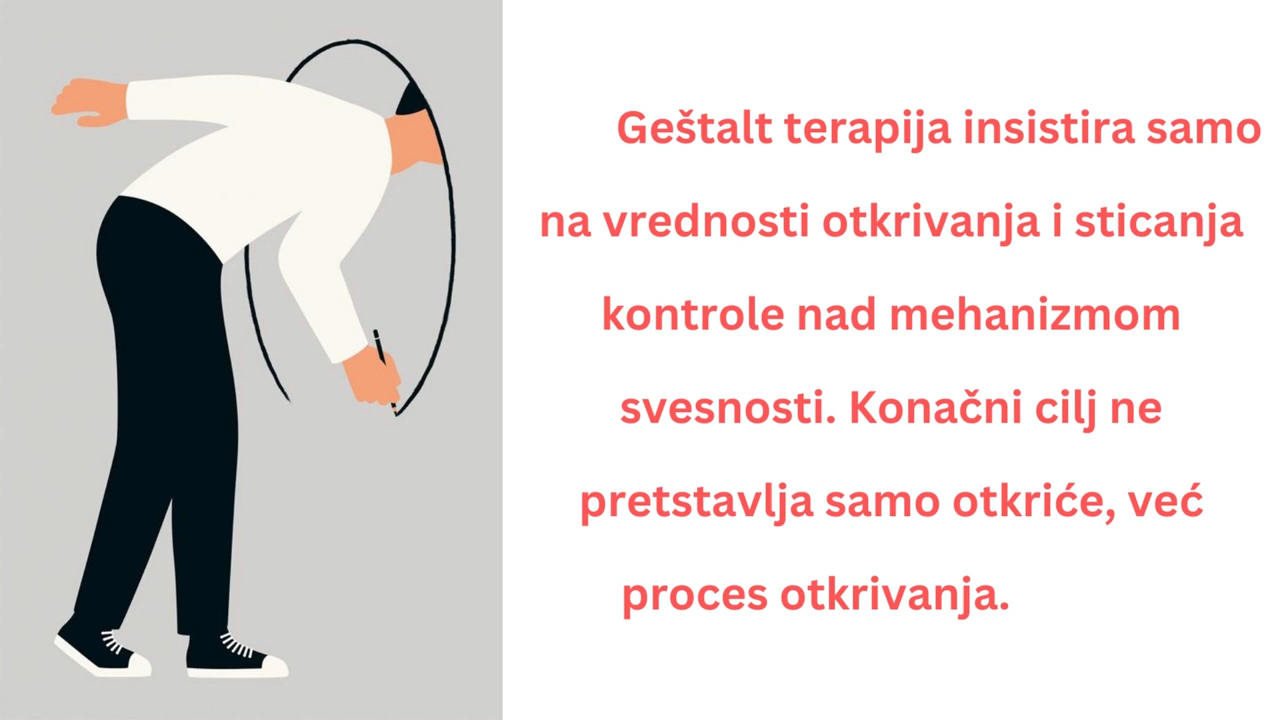 Geštalt terapija insistira samo
na vrednosti otkrivanja i sticanja
kontrole nad mehanizmom
svesnosti. Konačni cilj ne
pretstavlja samo otkriće, već
proces otkrivanja.